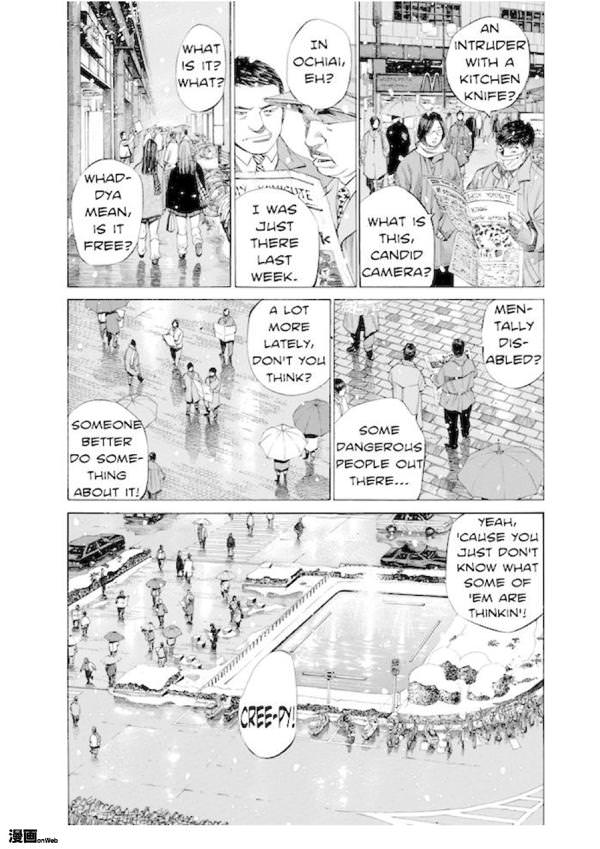 AN
INTRUDER
WITH A
KITCHEN
KNIFE?
WHAT IS
THIS,
CANDID
CAMERA?
IN
OCHIAI,
EH?
I WAS
JUST
THERE
LAST
WEEK.
WHAT
IS IT?
WHAT?
WHAD-
DYA
MEAN,
IS IT
FREE?
MEN-
TALLY
DIS-
ABLED?
SOME
DANGEROUS
PEOPLE OUT
THERE...
A LOT
MORE
LATELY,
DON'T YOU
THINK?
SOMEONE
BETTER
DO SOME-
THING
ABOUT IT!
YEAH,
'CAUSE YOU
JUST DON'T
KNOW WHAT
SOME OF
'EM ARE
THINKIN'!
CREE-PY!
漫画onWeb